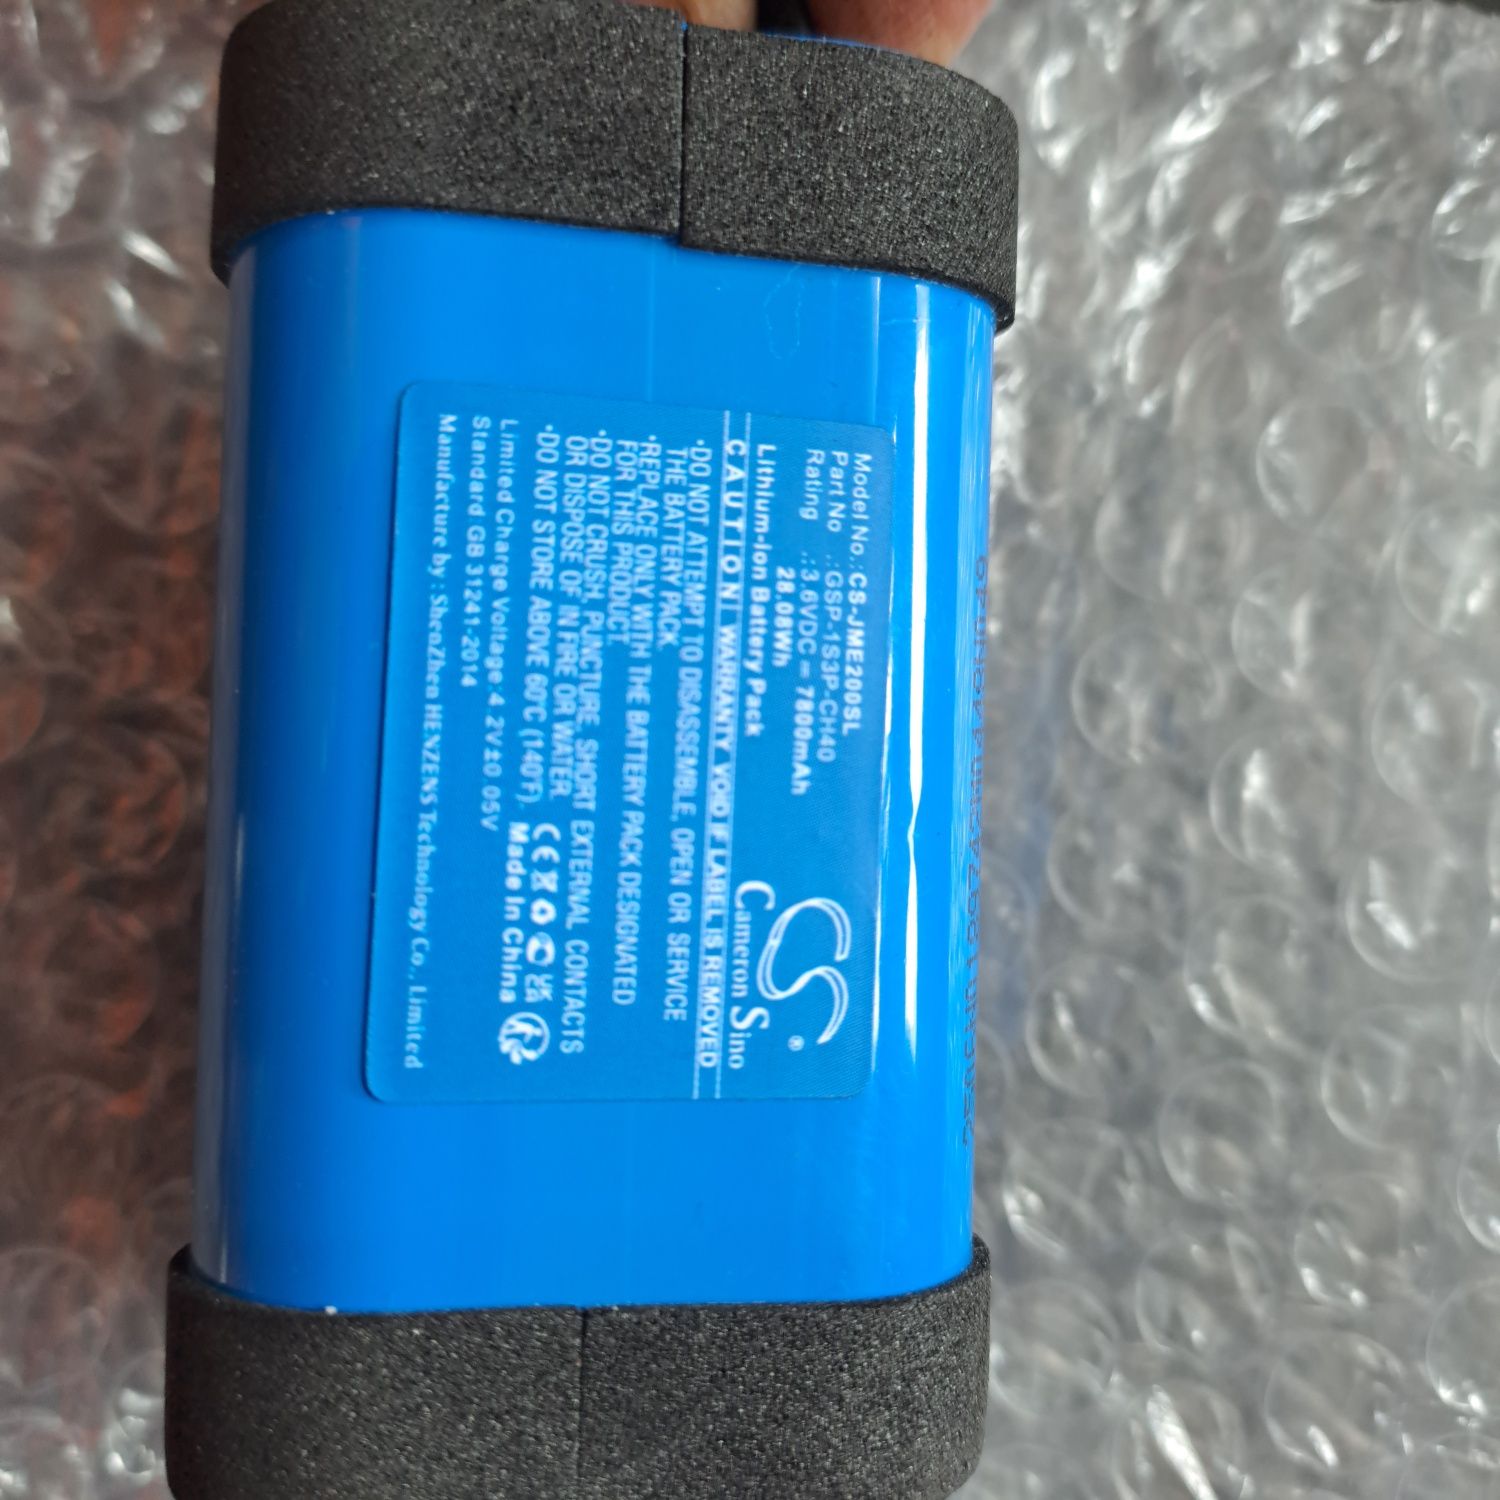 Model No.:CS-JME200SL
Part No .:GSP-1S3P-CH40
Rating .:3.6VDC⎓7800mAh
28.08Wh
Lithium-Ion Battery Pack
CS®
Cameron Sino
CAUTION! WARRANTY VOID IF LABEL IS REMOVED
·DO NOT ATTEMPT TO DISASSEMBLE, OPEN OR SERVICE
THE BATTERY PACK.
·REPLACE ONLY WITH THE BATTERY PACK DESIGNATED
FOR THIS PRODUCT.
·DO NOT CRUSH, PUNCTURE, SHORT EXTERNAL CONTACTS
OR DISPOSE OF IN FIRE OR WATER.
·DO NOT STORE ABOVE 60°C (140°F).
CE UKCA
Limited Charge Voltage:4.2V±0.05V
Made In China
Standard GB 31241-2014
Manufacture by : ShenZhen HENZENS Technology Co., Limited